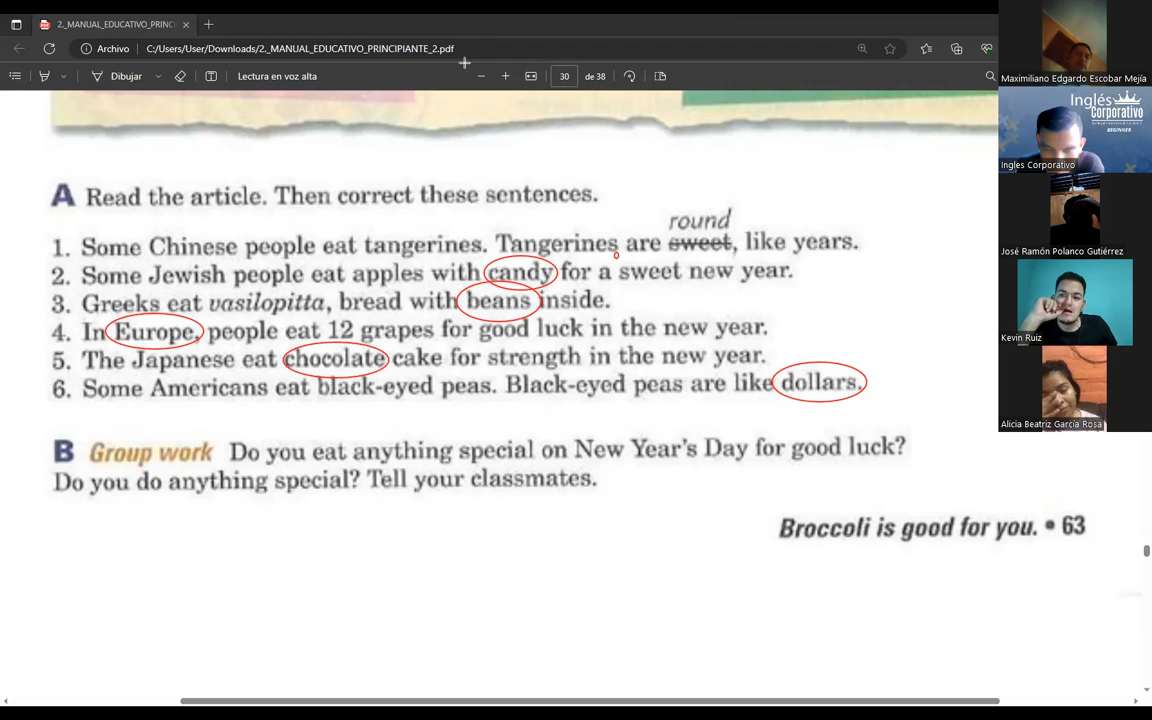 2._MANUAL_EDUCATIVO_PRINCI
Archivo C:/Users/User/Downloads/2._MANUAL_EDUCATIVO_PRINCIPIANTE_2.pdf
Dibujar Lectura en voz alta 30 de 38
A Read the article. Then correct these sentences.
round
1. Some Chinese people eat tangerines. Tangerines are sweet, like years.
2. Some Jewish people eat apples with candy for a sweet new year.
3. Greeks eat vasilopitta, bread with beans inside.
4. In Europe, people eat 12 grapes for good luck in the new year.
5. The Japanese eat chocolate cake for strength in the new year.
6. Some Americans eat black-eyed peas. Black-eyed peas are like dollars.
B Group work Do you eat anything special on New Year's Day for good luck?
Do you do anything special? Tell your classmates.
Broccoli is good for you. • 63
Maximiliano Edgardo Escobar Mejía
Inglés
Corporativo
BEGINNER
Ingles Corporativo
José Ramón Polanco Gutiérrez
Kevin Ruiz
Alicia Beatriz García Rosa